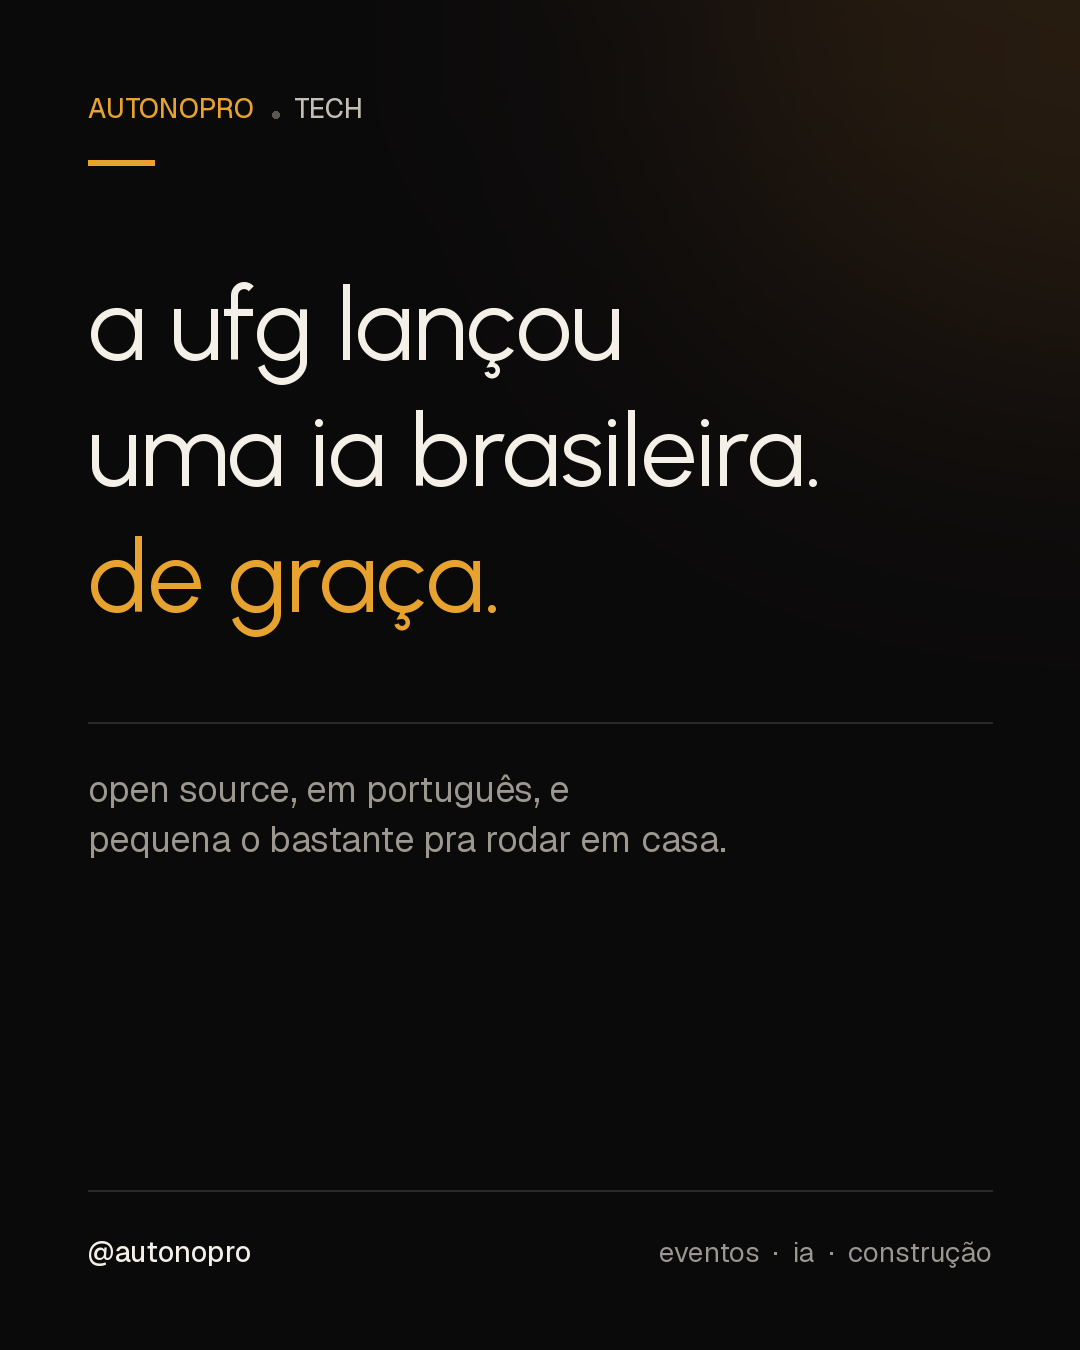 AUTONOPRO • TECH
a ufg lançou
uma ia brasileira.
de graça.
open source, em português, e
pequena o bastante pra rodar em casa.
@autonopro
eventos · ia · construção